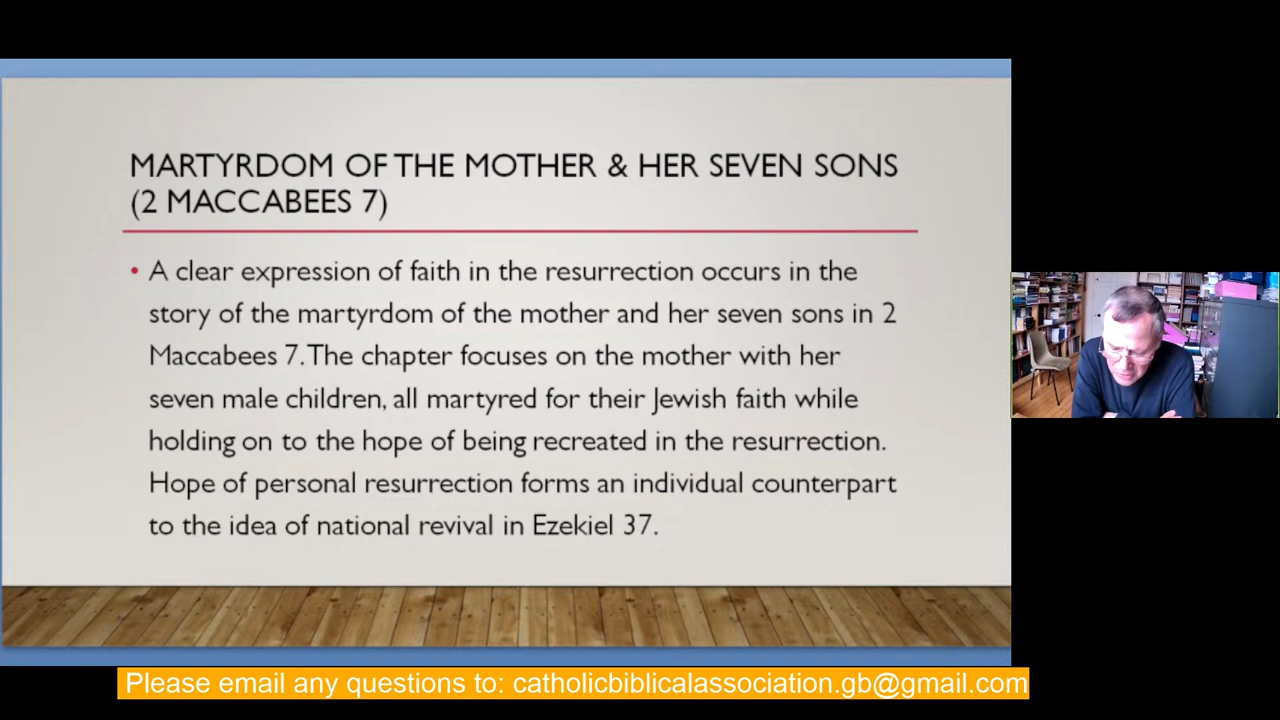 MARTYRDOM OF THE MOTHER & HER SEVEN SONS
(2 MACCABEES 7)
• A clear expression of faith in the resurrection occurs in the
story of the martyrdom of the mother and her seven sons in 2
Maccabees 7. The chapter focuses on the mother with her
seven male children, all martyred for their Jewish faith while
holding on to the hope of being recreated in the resurrection.
Hope of personal resurrection forms an individual counterpart
to the idea of national revival in Ezekiel 37.
Please email any questions to: catholicbiblicalassociation.gb@gmail.com